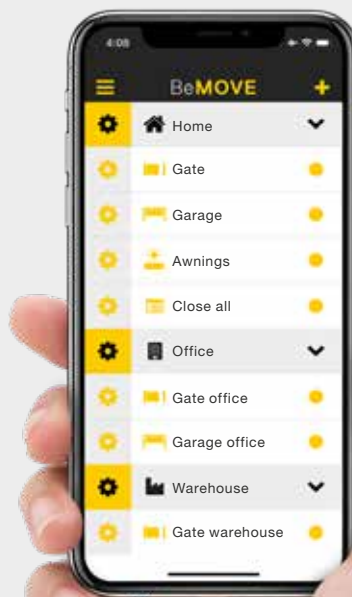 4:08
BeMOVE
Home
Gate
Garage
Awnings
Close all
Office
Gate office
Garage office
Warehouse
Gate warehouse